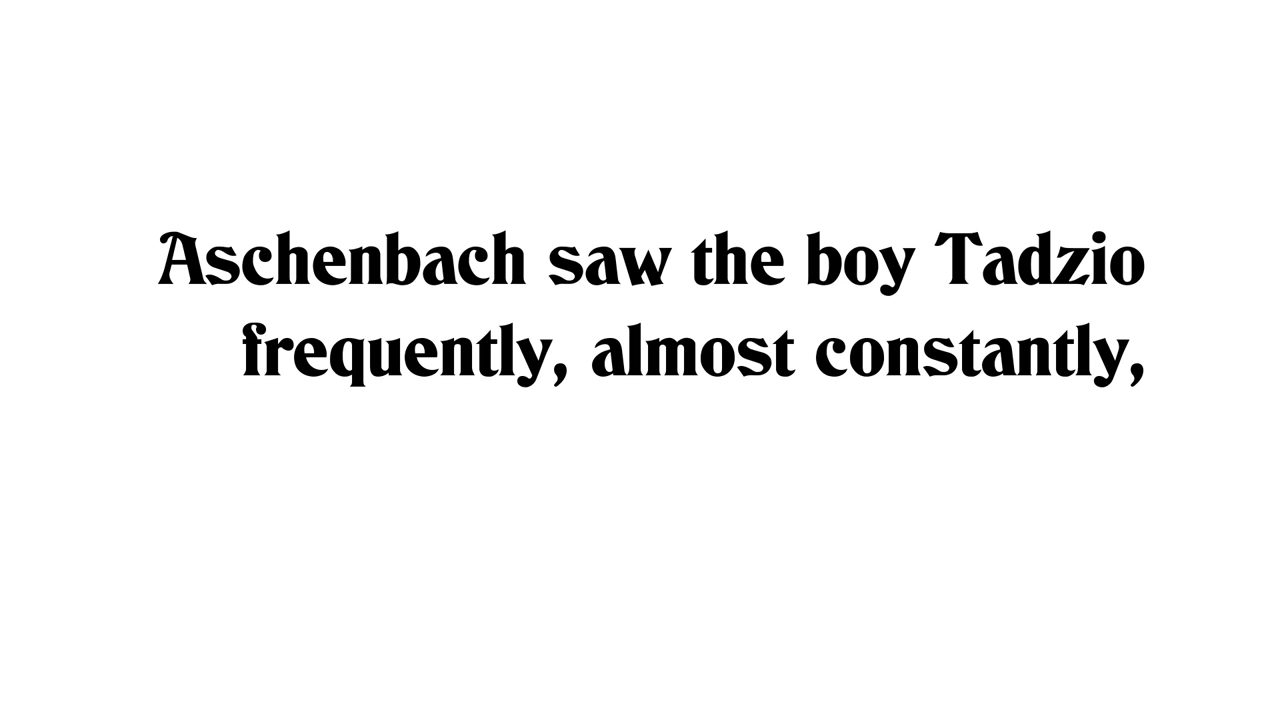 Aschenbach saw the boy Tadzio
frequently, almost constantly,